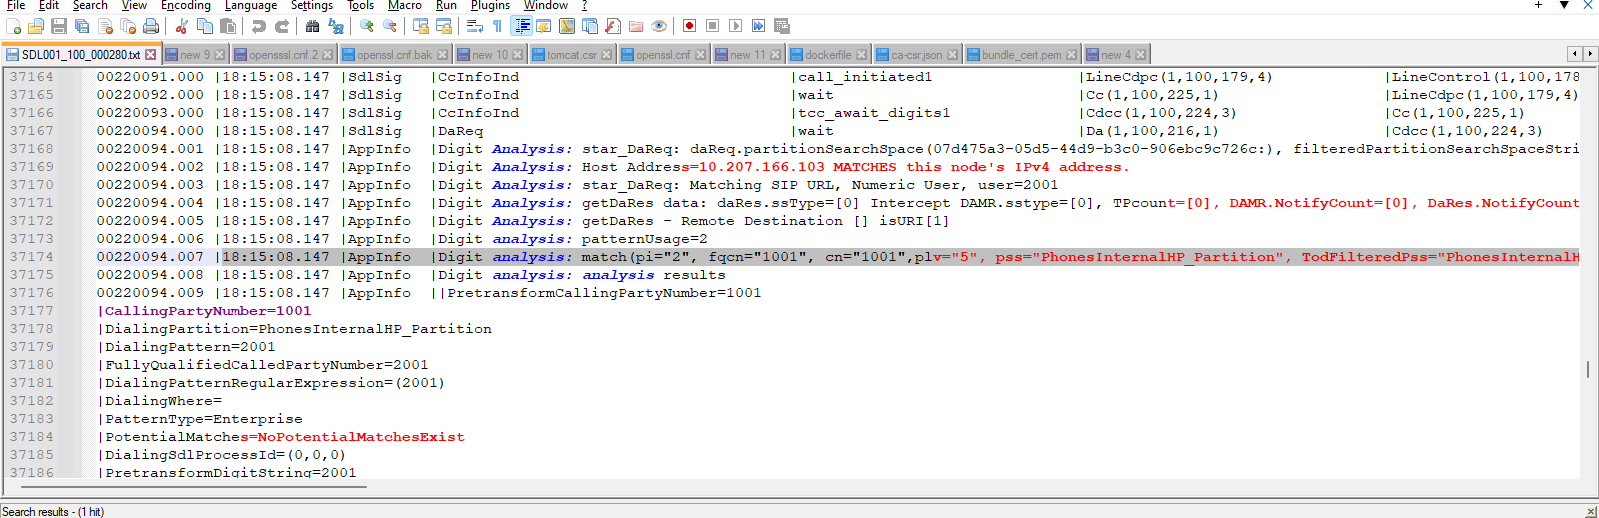 File Edit Search View Encoding Language Settings Tools Macro Run Plugins Window ? + ▼ ✕
SDL001_100_000280.txt new 9 openssl.cnf.2 openssl.cnf.bak new 10 tomcat.csr openssl.cnf new 11 dockerfile ca-csr.json bundle_cert.pem new 4
37164 00220091.000 |18:15:08.147 |SdlSig |CcInfoInd |call_initiated1 |LineCdpc(1,100,179,4) |LineControl(1,100,178
37165 00220092.000 |18:15:08.147 |SdlSig |CcInfoInd |wait |Cc(1,100,225,1) |LineCdpc(1,100,179,4)
37166 00220093.000 |18:15:08.147 |SdlSig |CcInfoInd |tcc_await_digits1 |Cdcc(1,100,224,3) |Cc(1,100,225,1)
37167 00220094.000 |18:15:08.147 |SdlSig |DaReq |wait |Da(1,100,216,1) |Cdcc(1,100,224,3)
37168 00220094.001 |18:15:08.147 |AppInfo |Digit Analysis: star_DaReq: daReq.partitionSearchSpace(07d475a3-05d5-44d9-b3c0-906ebc9c726c:), filteredPartitionSearchSpaceStri
37169 00220094.002 |18:15:08.147 |AppInfo |Digit Analysis: Host Address=10.207.166.103 MATCHES this node's IPv4 address.
37170 00220094.003 |18:15:08.147 |AppInfo |Digit Analysis: star_DaReq: Matching SIP URL, Numeric User, user=2001
37171 00220094.004 |18:15:08.147 |AppInfo |Digit Analysis: getDaRes data: daRes.ssType=[0] Intercept DAMR.sstype=[0], TPcount=[0], DAMR.NotifyCount=[0], DaRes.NotifyCount
37172 00220094.005 |18:15:08.147 |AppInfo |Digit Analysis: getDaRes - Remote Destination [] isURI[1]
37173 00220094.006 |18:15:08.147 |AppInfo |Digit analysis: patternUsage=2
37174 00220094.007 |18:15:08.147 |AppInfo |Digit analysis: match(pi="2", fqcn="1001", cn="1001",plv="5", pss="PhonesInternalHP_Partition", TodFilteredPss="PhonesInternalH
37175 00220094.008 |18:15:08.147 |AppInfo |Digit analysis: analysis results
37176 00220094.009 |18:15:08.147 |AppInfo ||PretransformCallingPartyNumber=1001
37177 |CallingPartyNumber=1001
37178 |DialingPartition=PhonesInternalHP_Partition
37179 |DialingPattern=2001
37180 |FullyQualifiedCalledPartyNumber=2001
37181 |DialingPatternRegularExpression=(2001)
37182 |DialingWhere=
37183 |PatternType=Enterprise
37184 |PotentialMatches=NoPotentialMatchesExist
37185 |DialingSdlProcessId=(0,0,0)
37186 |PretransformDigitString=2001
Search results - (1 hit)